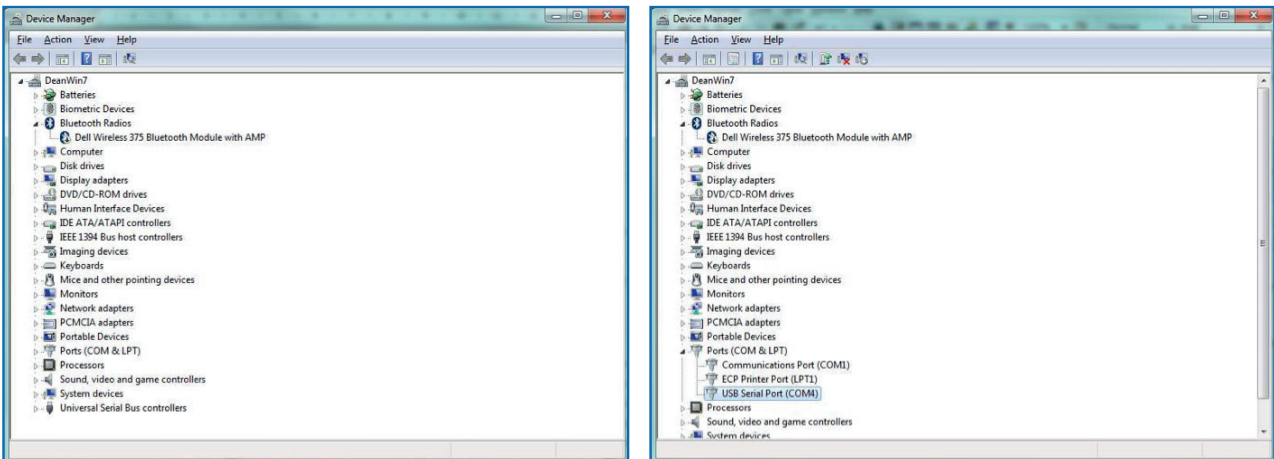 Device Manager
File Action View Help
DeanWin7
Batteries
Biometric Devices
Bluetooth Radios
Dell Wireless 375 Bluetooth Module with AMP
Computer
Disk drives
Display adapters
DVD/CD-ROM drives
Human Interface Devices
IDE ATA/ATAPI controllers
IEEE 1394 Bus host controllers
Imaging devices
Keyboards
Mice and other pointing devices
Monitors
Network adapters
PCMCIA adapters
Portable Devices
Ports (COM & LPT)
Processors
Sound, video and game controllers
System devices
Universal Serial Bus controllers
Device Manager
File Action View Help
DeanWin7
Batteries
Biometric Devices
Bluetooth Radios
Dell Wireless 375 Bluetooth Module with AMP
Computer
Disk drives
Display adapters
DVD/CD-ROM drives
Human Interface Devices
IDE ATA/ATAPI controllers
IEEE 1394 Bus host controllers
Imaging devices
Keyboards
Mice and other pointing devices
Monitors
Network adapters
PCMCIA adapters
Portable Devices
Ports (COM & LPT)
Communications Port (COM1)
ECP Printer Port (LPT1)
USB Serial Port (COM4)
Processors
Sound, video and game controllers
System devices